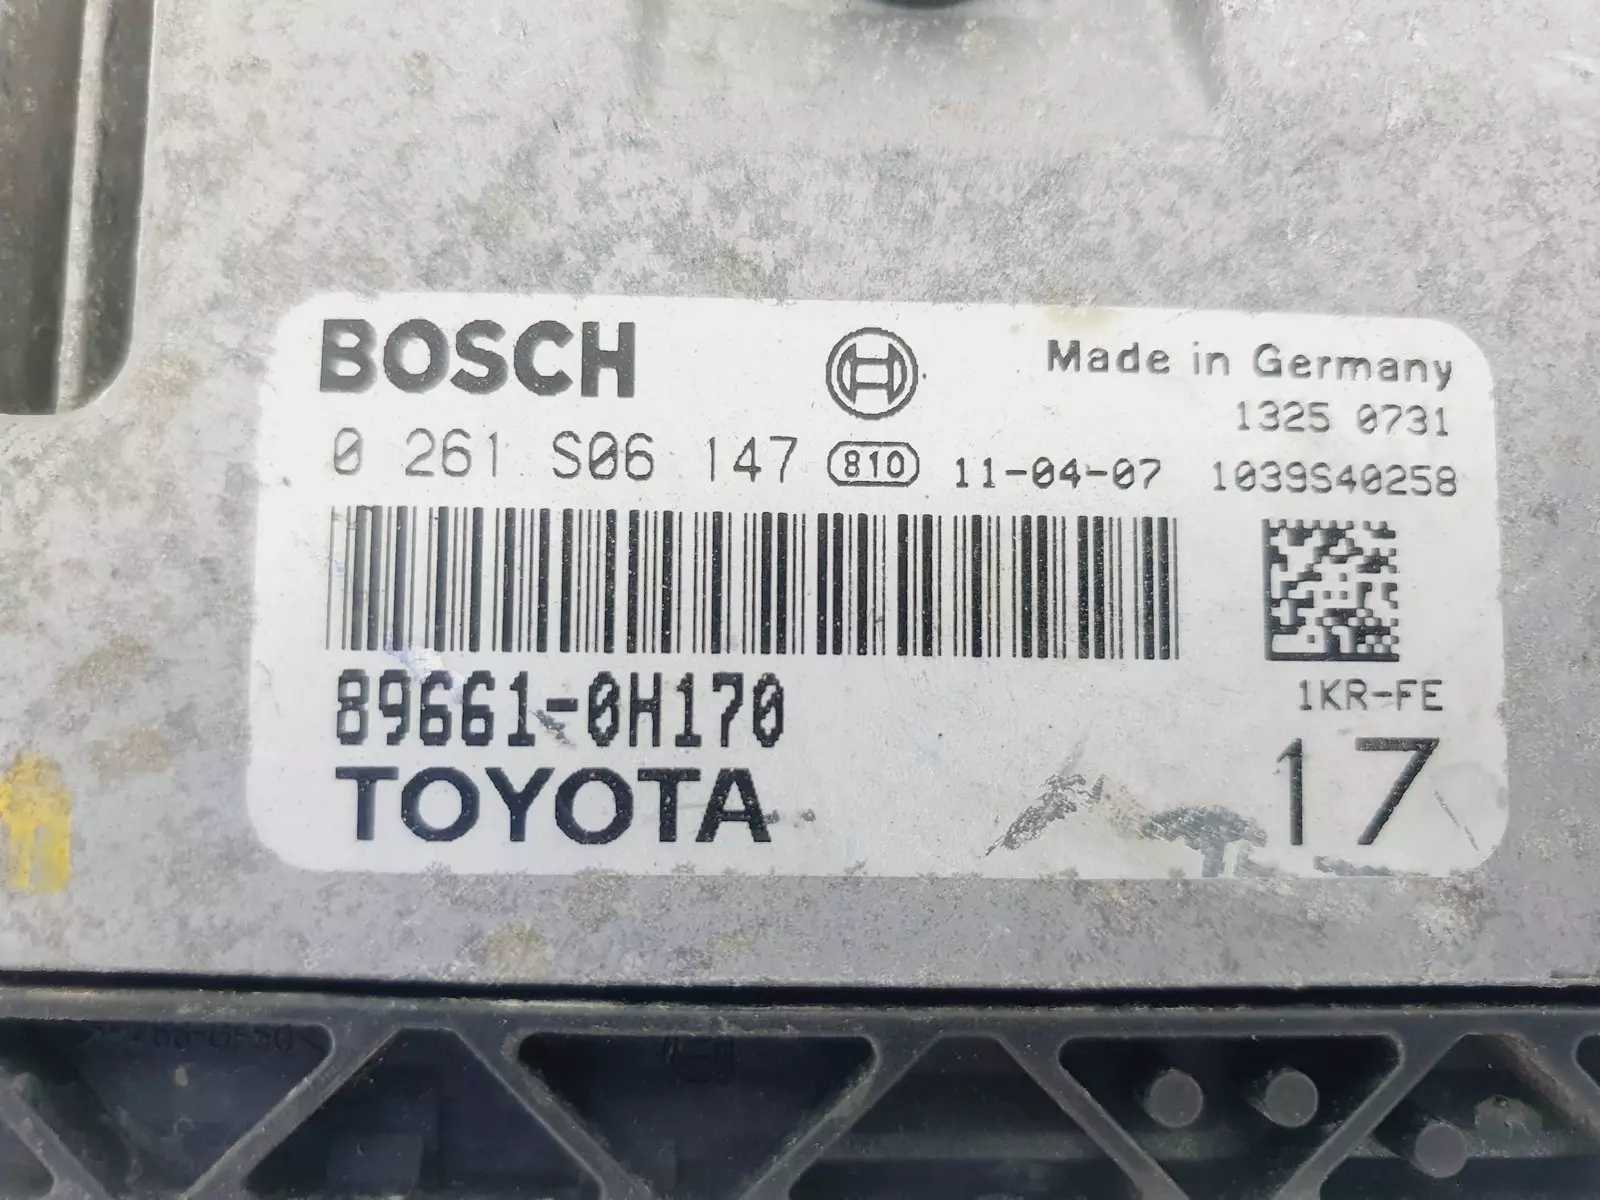 BOSCH
Made in Germany
1325 0731
0 261 S06 147 810 11-04-07 1039S40258
89661-0H170
1KR-FE
TOYOTA
17